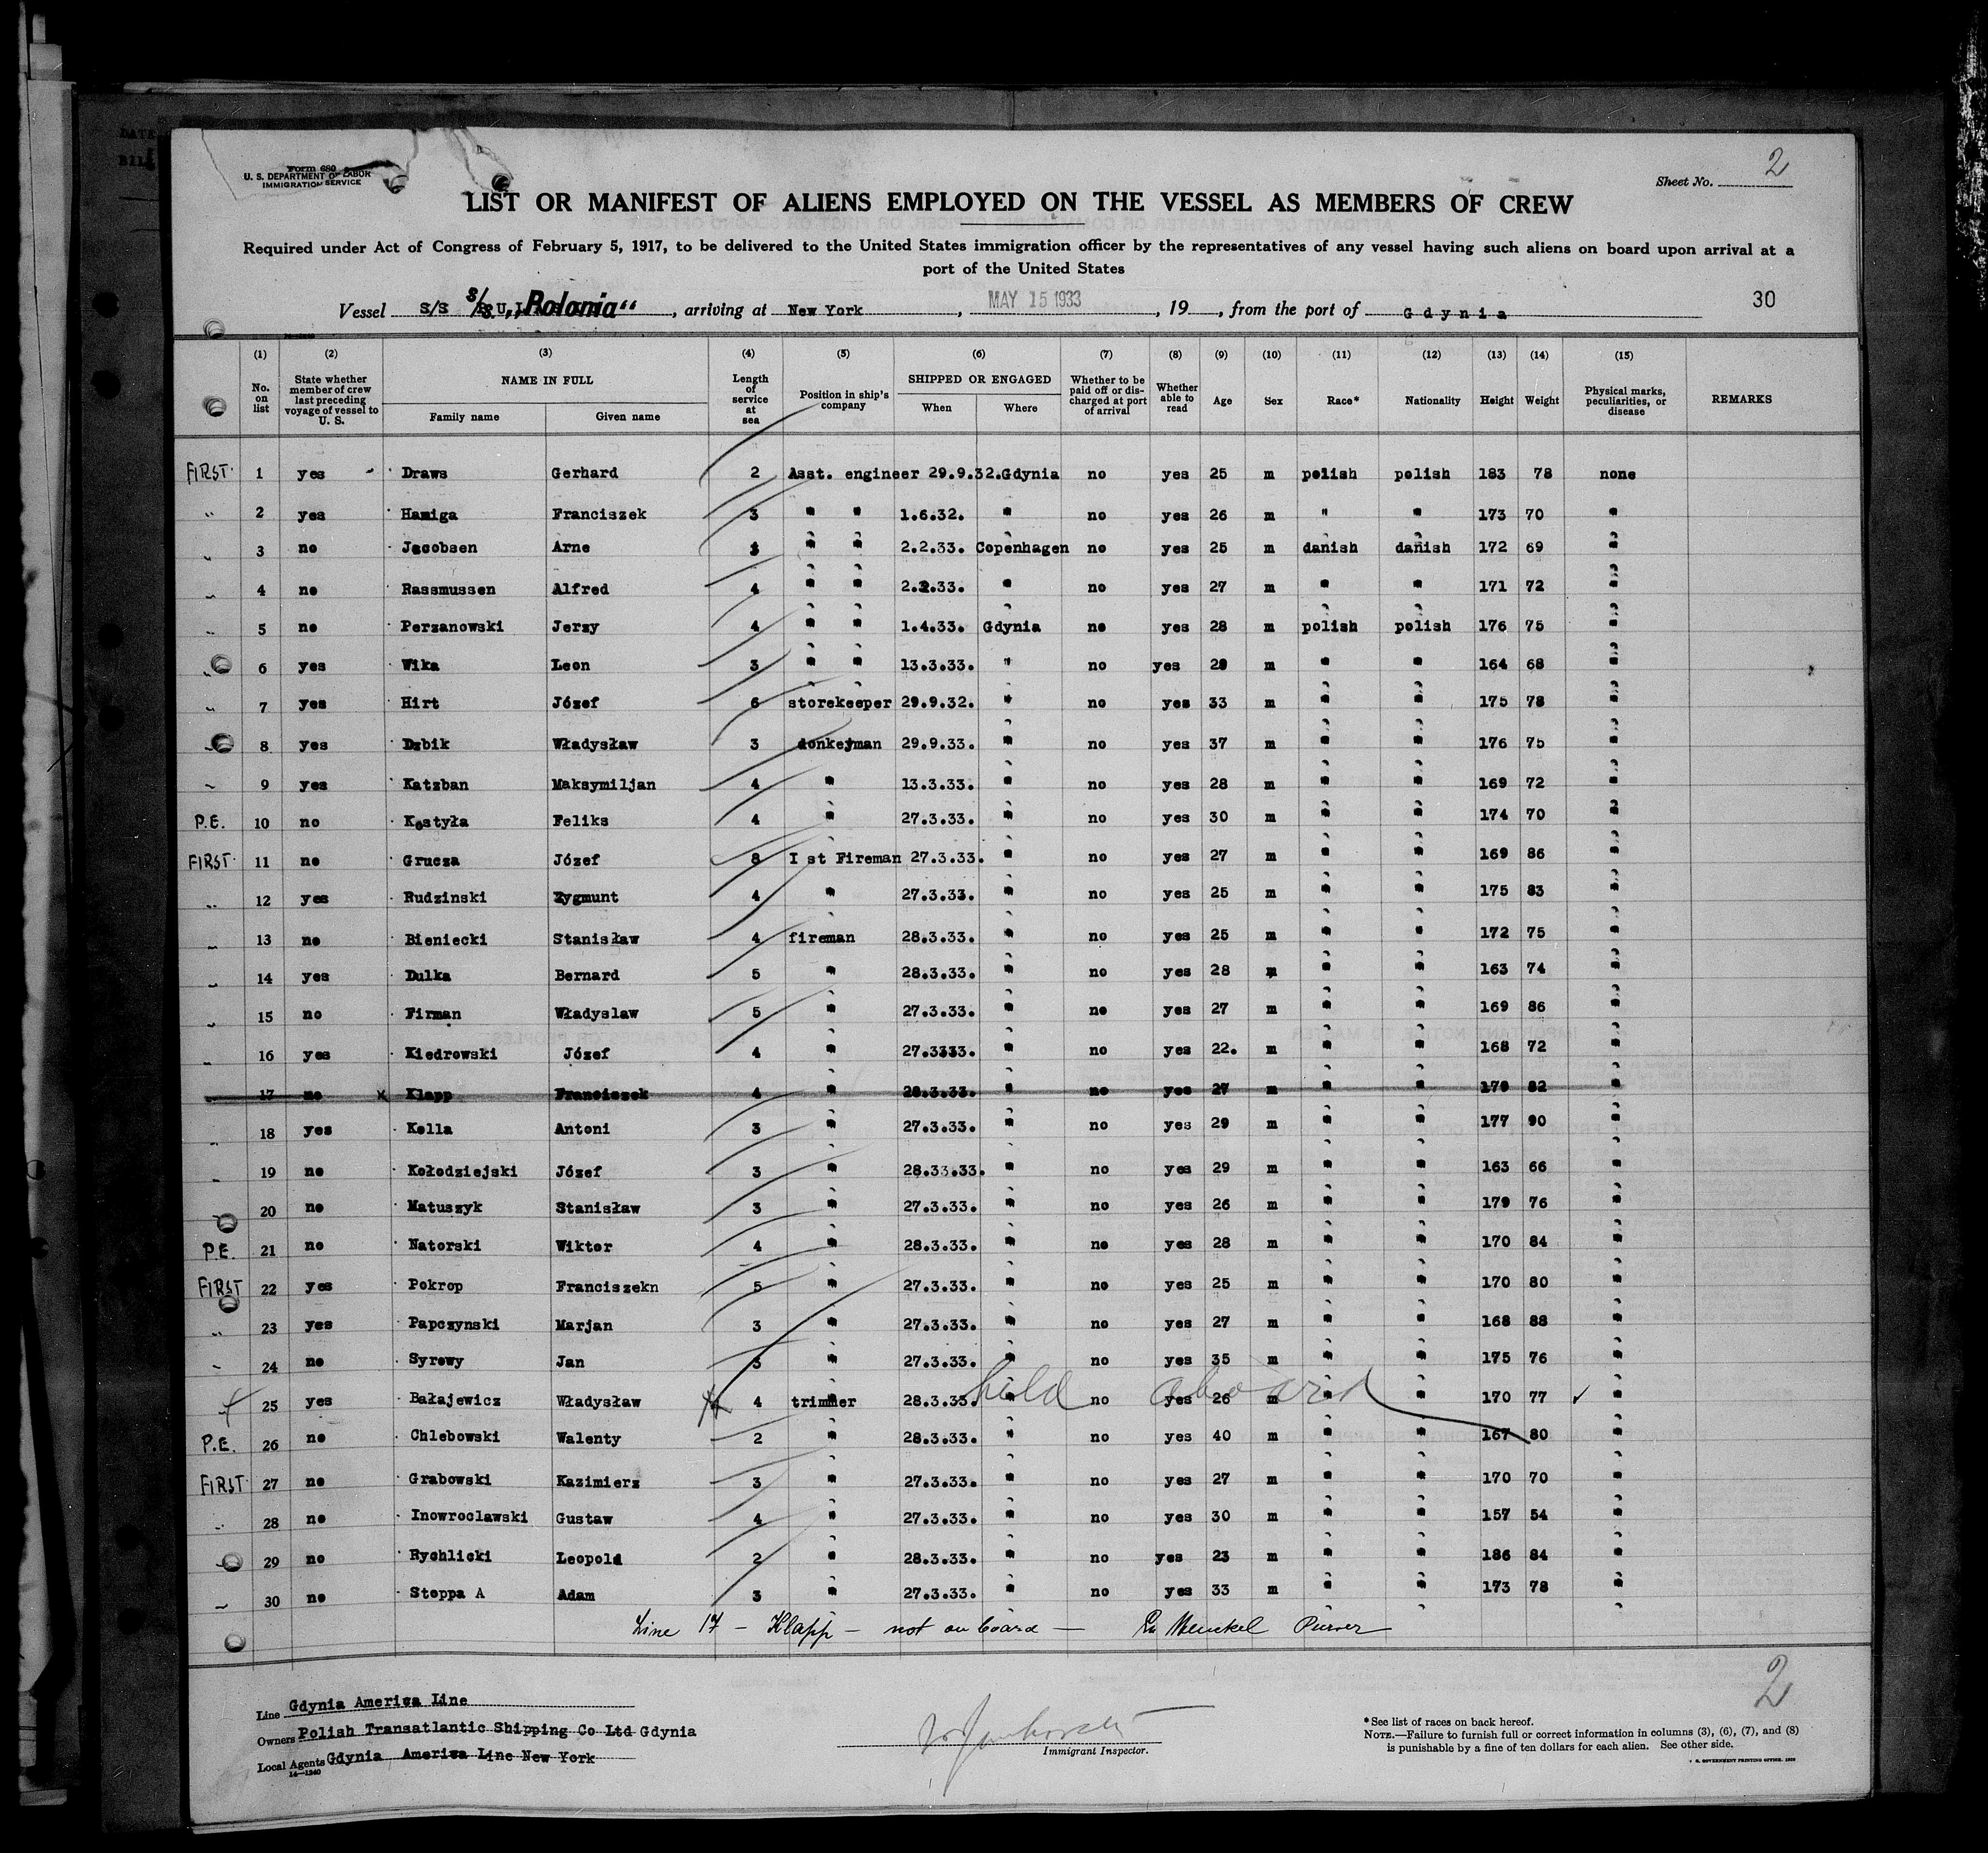 Form 680
U. S. DEPARTMENT OF LABOR
IMMIGRATION SERVICE
Sheet No. 2
LIST OR MANIFEST OF ALIENS EMPLOYED ON THE VESSEL AS MEMBERS OF CREW
Required under Act of Congress of February 5, 1917, to be delivered to the United States immigration officer by the representatives of any vessel having such aliens on board upon arrival at a
port of the United States
Vessel S/S S/s. „Polonia“, arriving at New York, MAY 15 1933, 19, from the port of Gdynia 30
(1) (2) (3) (4) (5) (6) (7) (8) (9) (10) (11) (12) (13) (14) (15)
No. on list State whether member of crew last preceding voyage of vessel to U. S. NAME IN FULL Family name Given name Length of service at sea Position in ship's company SHIPPED OR ENGAGED When Where Whether to be paid off or discharged at port of arrival Whether able to read Age Sex Race* Nationality Height Weight Physical marks, peculiarities, or disease REMARKS
FIRST 1 yes Draws Gerhard 2 Asst. engineer 29.9.32. Gdynia no yes 25 m polish polish 183 78 none
" 2 yes Hamiga Franciszek 3 " " 1.6.32. " no yes 26 m " " 173 70 "
" 3 no Jacobsen Arne " " 2.2.33. Copenhagen no yes 25 m danish danish 172 69 "
" 4 no Rassmussen Alfred 4 " " 2.2.33. " no yes 27 m " " 171 72 "
" 5 no Perzanowski Jerzy 4 " " 1.4.33. Gdynia no yes 28 m polish polish 176 75 "
" 6 yes Wika Leon 3 " " 13.3.33. " no yes 29 m " " 164 68 "
" 7 yes Hirt Józef 6 storekeeper 29.9.32. " no yes 33 m " " 175 78 "
" 8 yes Dzbik Władysław 3 donkeyman 29.9.33. " no yes 37 m " " 176 75 "
" 9 yes Katzban Maksymiljan 4 " 13.3.33. " no yes 28 m " " 169 72 "
P.E. 10 no Kostyła Feliks 4 " 27.3.33. " no yes 30 m " " 174 70 "
FIRST 11 no Grucza Józef 8 I st Fireman 27.3.33. " no yes 27 m " " 169 86 "
" 12 yes Rudzinski Zygmunt 4 " 27.3.33. " no yes 25 m " " 175 83 "
" 13 no Bieniecki Stanisław 4 fireman 28.3.33. " no yes 25 m " " 172 75 "
" 14 yes Dulka Bernard 5 " 28.3.33. " no yes 28 m " " 163 74 "
" 15 no Firman Władyslaw 5 " 27.3.33. " no yes 27 m " " 169 86 "
" 16 yes Kiedrowski Józef 4 " 27.3333. " no yes 22. m " " 168 72 "
17 no x Klapp Franciszek 4 " 28.3.33. " no yes 27 m " " 170 82 "
" 18 yes Kella Antoni 3 " 27.3.33. " no yes 29 m " " 177 90 "
" 19 no Kołodziejski Józef 3 " 28.33.33. " no yes 29 m " " 163 66 "
" 20 no Matuszyk Stanisław 3 " 27.3.33. " no yes 26 m " " 179 76 "
P.E. 21 no Natorski Wiktor 4 " 28.3.33. " no yes 28 m " " 170 84 "
FIRST 22 yes Pokrop Franciszekn 5 " 27.3.33. " no yes 25 m " " 170 80 "
" 23 yes Papczynski Marjan 3 " 27.3.33. " no yes 27 m " " 168 88 "
" 24 no Syrowy Jan 3 " 27.3.33. " no yes 35 m " " 175 76 "
25 yes Bałajewicz Władysław 4 trimmer 28.3.33. " no yes 26 m " " 170 77 ✓ "
held aboard
P.E. 26 no Chlebowski Walenty 2 " 28.3.33. " no yes 40 m " " 167 80 "
FIRST 27 no Grabowski Kazimierz 3 " 27.3.33. " no yes 27 m " " 170 70 "
" 28 no Inowroclawski Gustaw 4 " 27.3.33. " no yes 30 m " " 157 54 "
" 29 no Rychlicki Leopold 2 " 28.3.33. " no yes 23 m " " 186 84 "
" 30 no Steppa A Adam 3 " 27.3.33. " no yes 33 m " " 173 78 "
Line 17 – Klapp – not on board – Menckel Purser
2
Line Gdynia America Line
Owners Polish Transatlantic Shipping Co Ltd Gdynia
Local Agents Gdynia America Line New York
14—1240
Immigrant Inspector.
*See list of races on back hereof.
NOTE.—Failure to furnish full or correct information in columns (3), (6), (7), and (8)
is punishable by a fine of ten dollars for each alien. See other side.